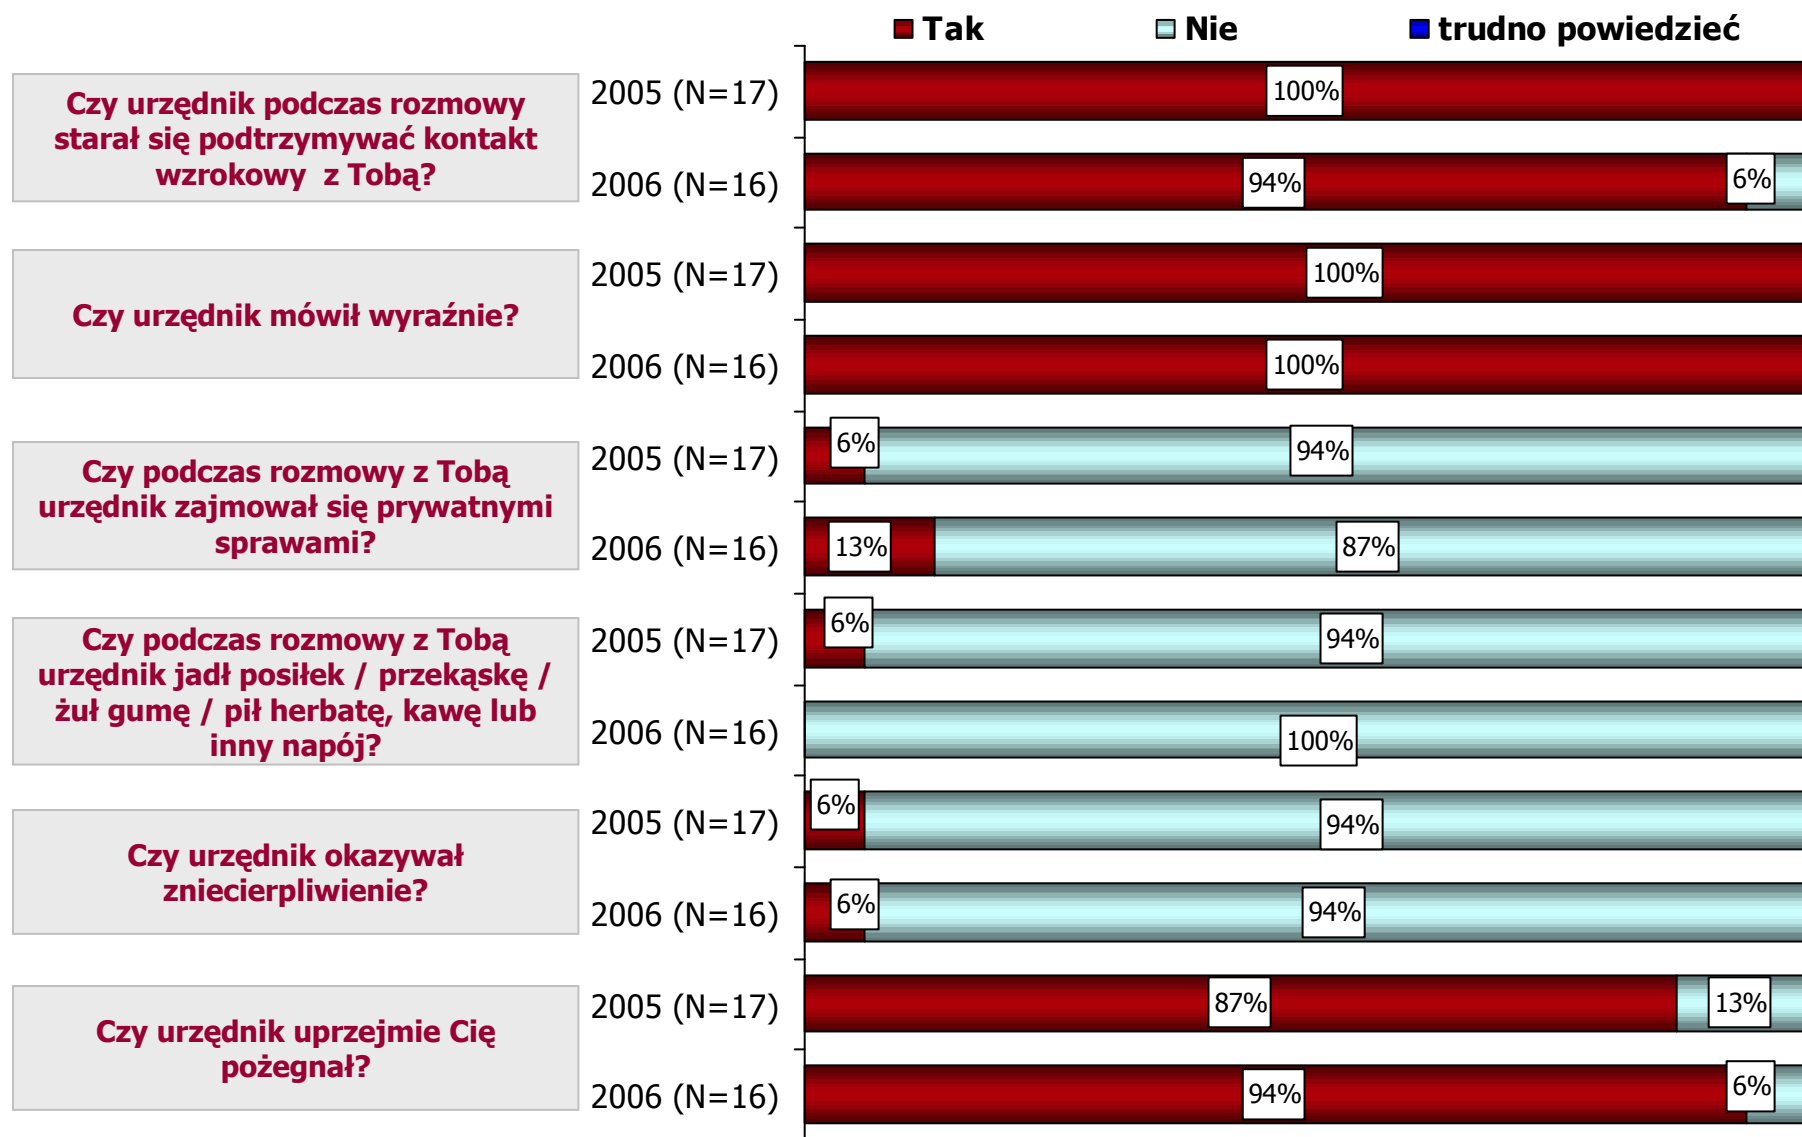 Tak Nie trudno powiedzieć
Czy urzędnik podczas rozmowy
starał się podtrzymywać kontakt
wzrokowy z Tobą?
2005 (N=17) 100%
2006 (N=16) 94% 6%
Czy urzędnik mówił wyraźnie?
2005 (N=17) 100%
2006 (N=16) 100%
Czy podczas rozmowy z Tobą
urzędnik zajmował się prywatnymi
sprawami?
2005 (N=17) 6% 94%
2006 (N=16) 13% 87%
Czy podczas rozmowy z Tobą
urzędnik jadł posiłek / przekąskę /
żuł gumę / pił herbatę, kawę lub
inny napój?
2005 (N=17) 6% 94%
2006 (N=16) 100%
Czy urzędnik okazywał
zniecierpliwienie?
2005 (N=17) 6% 94%
2006 (N=16) 6% 94%
Czy urzędnik uprzejmie Cię
pożegnał?
2005 (N=17) 87% 13%
2006 (N=16) 94% 6%